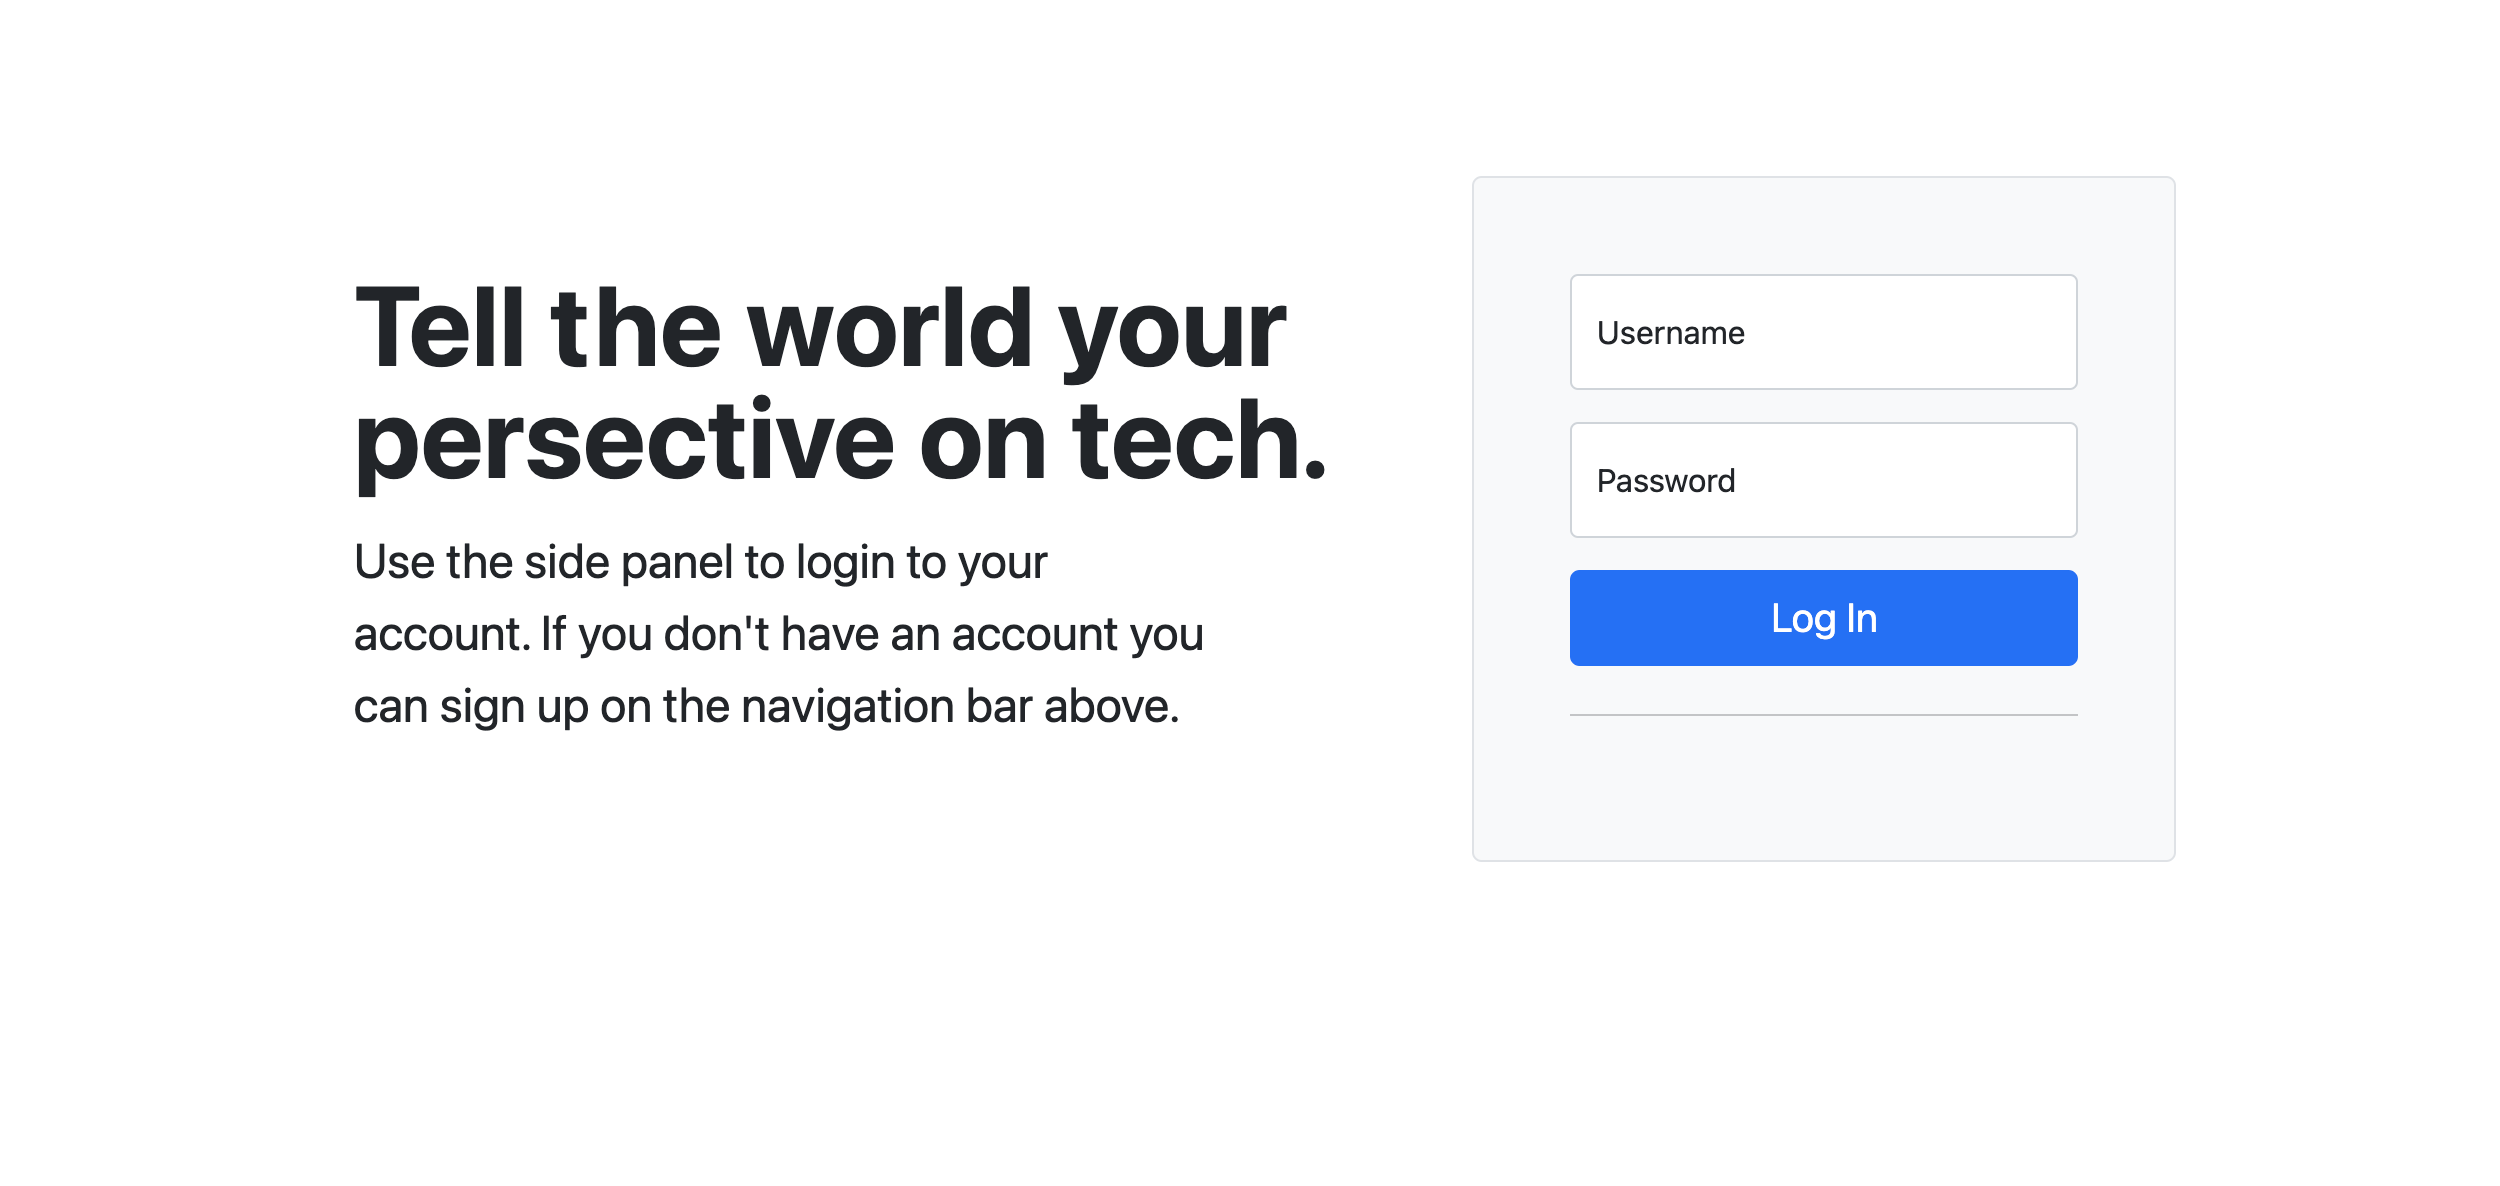 Tell the world your
persective on tech.
Use the side panel to login to your
account. If you don't have an account you
can sign up on the navigation bar above.
Username
Password
Log In